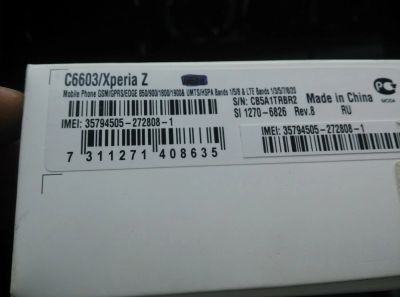 C6603/Xperia Z
Mobile Phone GSM/GPRS/EDGE 850/900/1800/1900& UMTS/HSPA Bands 1/5/8 & LTE Bands 1/3/5/7/8/20
S/N: CB5A1TRBR2 Made in China
SI 1270-6826 Rev.8 RU
IMEI: 35794505-272808-1
IMEI: 35794505-272808-1
7 311271 408635